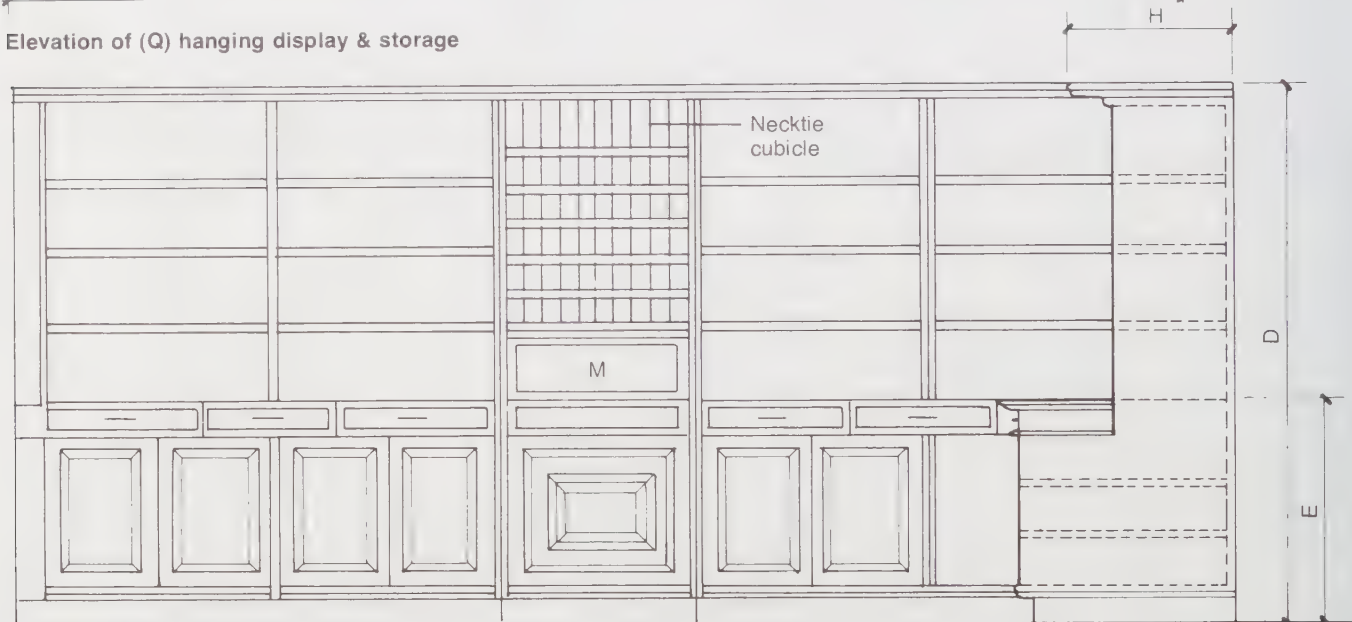 H
Elevation of (Q) hanging display & storage
Necktie
cubicle
D
M
E